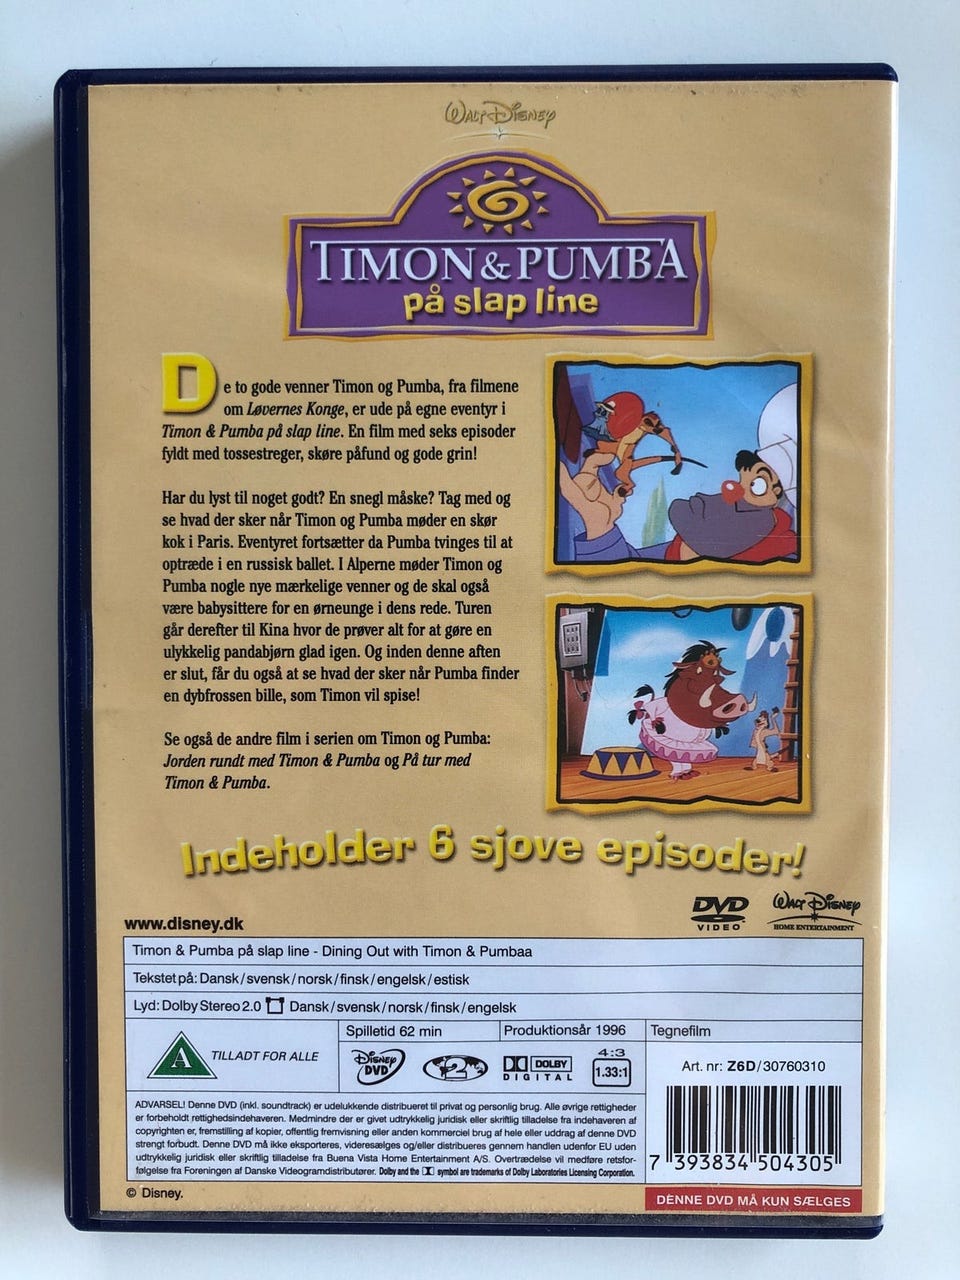 Walt Disney
TIMON & PUMBA
på slap line
De to gode venner Timon og Pumba, fra filmene
om Løvernes Konge, er ude på egne eventyr i
Timon & Pumba på slap line. En film med seks episoder
fyldt med tossestreger, skøre påfund og gode grin!
Har du lyst til noget godt? En snegl måske? Tag med og
se hvad der sker når Timon og Pumba møder en skør
kok i Paris. Eventyret fortsætter da Pumba tvinges til at
optræde i en russisk ballet. I Alperne møder Timon og
Pumba nogle nye mærkelige venner og de skal også
være babysittere for en ørneunge i dens rede. Turen
går derefter til Kina hvor de prøver alt for at gøre en
ulykkelig pandabjørn glad igen. Og inden denne aften
er slut, får du også at se hvad der sker når Pumba finder
en dybfrossen bille, som Timon vil spise!
Se også de andre film i serien om Timon og Pumba:
Jorden rundt med Timon & Pumba og På tur med
Timon & Pumba.
Indeholder 6 sjove episoder!
www.disney.dk
DVD
VIDEO
Walt Disney
HOME ENTERTAINMENT
Timon & Pumba på slap line - Dining Out with Timon & Pumbaa
Tekstet på: Dansk/svensk/norsk/finsk/engelsk/estisk
Lyd: Dolby Stereo 2.0 Dansk/svensk/norsk/finsk/engelsk
A TILLADT FOR ALLE
Spilletid 62 min
Produktionsår 1996
Tegnefilm
Disney DVD
2
DOLBY
DIGITAL
4:3
1.33:1
Art. nr: Z6D/30760310
ADVARSEL! Denne DVD (inkl. soundtrack) er udelukkende distribueret til privat og personlig brug. Alle øvrige rettigheder
er forbeholdt rettighedsindehaveren. Medmindre der er givet udtrykkelig juridisk eller skriftlig tilladelse fra indehaveren af
copyrighten er, fremstilling af kopier, offentlig fremvisning eller anden kommerciel brug af hele eller uddrag af denne DVD
strengt forbudt. Denne DVD må ikke eksporteres, videresælges og/eller distribueres gennem handlen udenfor EU uden
udtrykkelig juridisk eller skriftlig tilladelse fra Buena Vista Home Entertainment A/S. Overtrædelse vil medføre retsfor-
følgelse fra Foreningen af Danske Videogramdistributører. Dolby and the symbol are trademarks of Dolby Laboratories Licensing Corporation.
7 393834 504305
© Disney.
DENNE DVD MÅ KUN SÆLGES